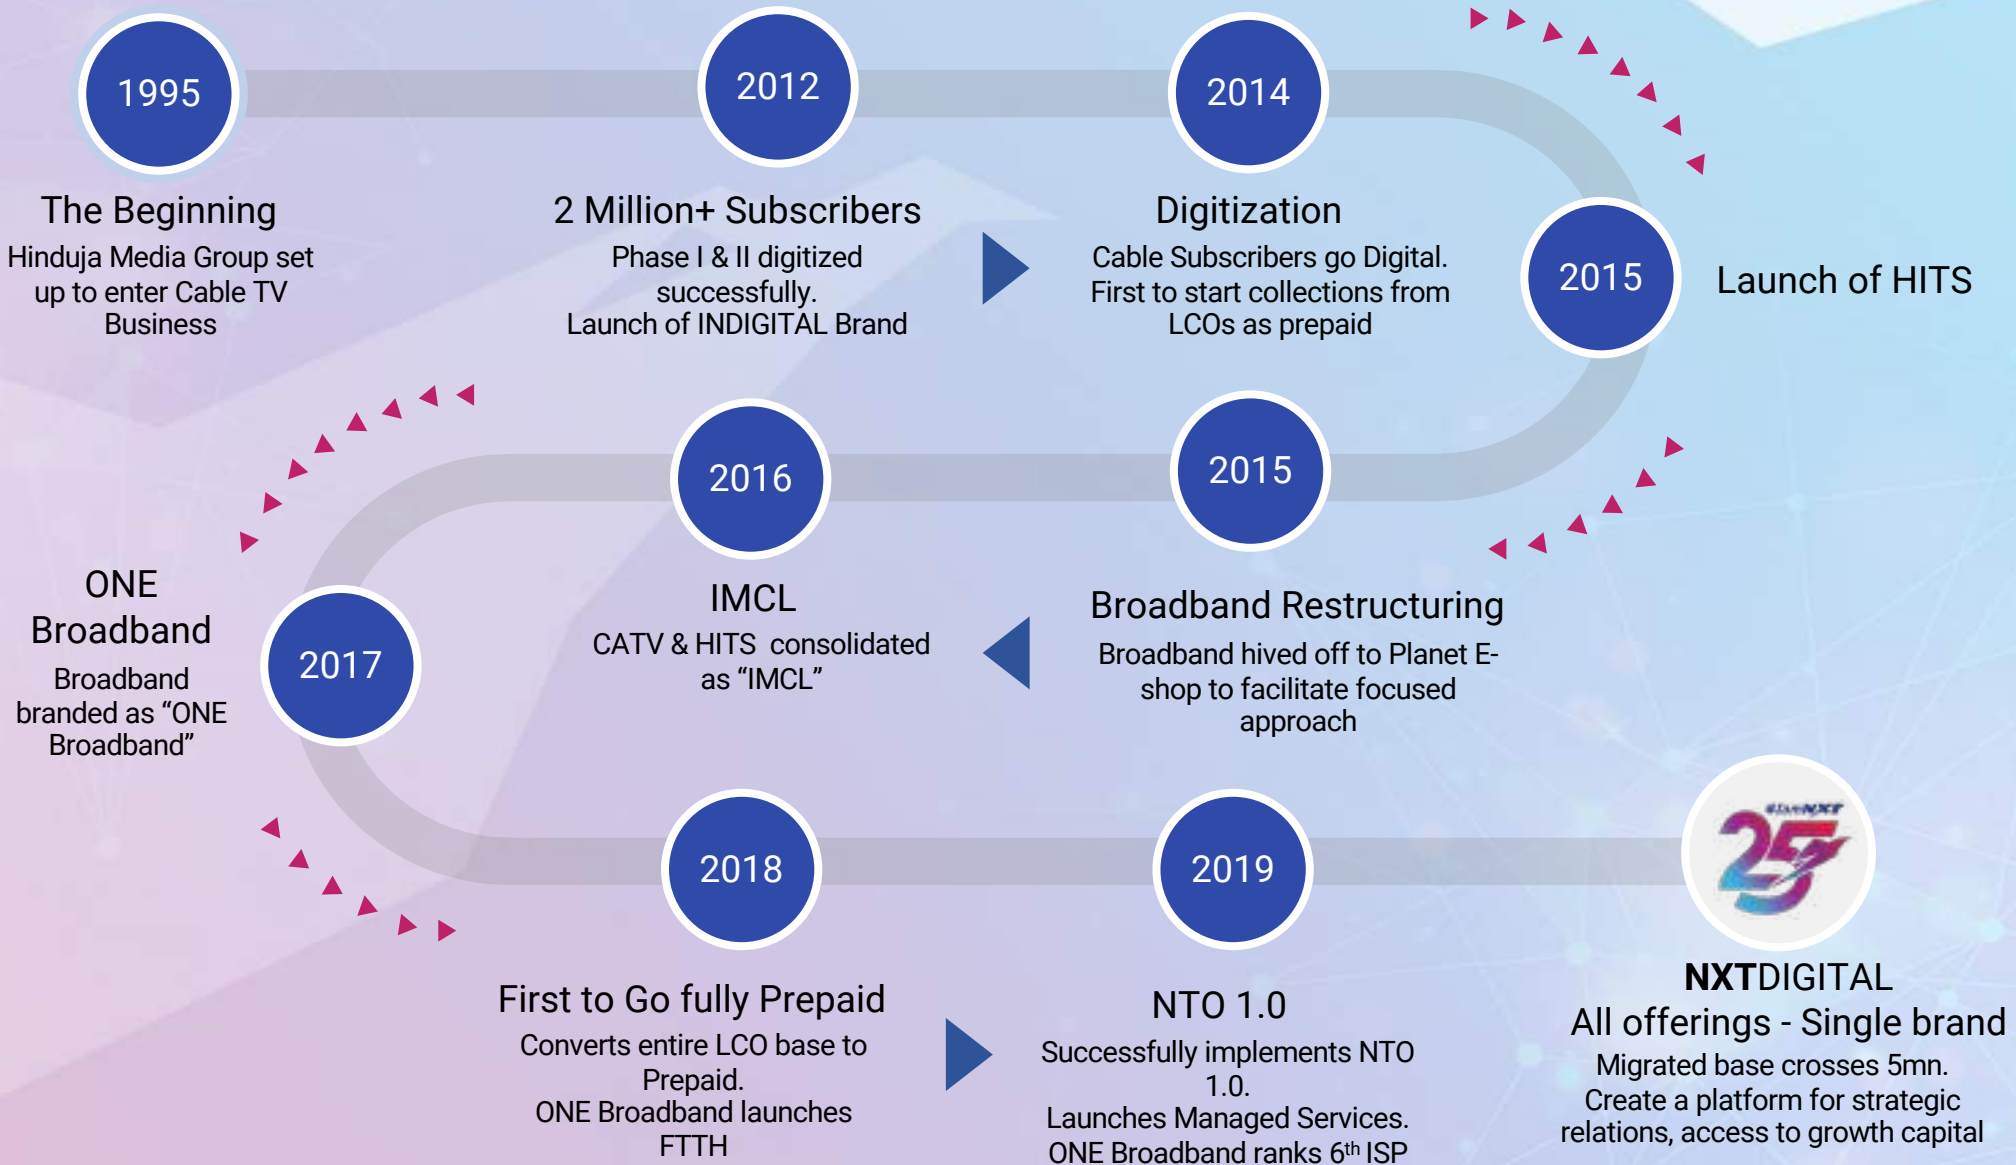 1995
The Beginning
Hinduja Media Group set
up to enter Cable TV
Business
2012
2 Million+ Subscribers
Phase I & II digitized
successfully.
Launch of INDIGITAL Brand
2014
Digitization
Cable Subscribers go Digital.
First to start collections from
LCOs as prepaid
2015
Launch of HITS
2015
Broadband Restructuring
Broadband hived off to Planet E-
shop to facilitate focused
approach
2016
IMCL
CATV & HITS consolidated
as “IMCL”
2017
ONE
Broadband
Broadband
branded as “ONE
Broadband”
2018
First to Go fully Prepaid
Converts entire LCO base to
Prepaid.
ONE Broadband launches
FTTH
2019
NTO 1.0
Successfully implements NTO
1.0.
Launches Managed Services.
ONE Broadband ranks 6th ISP
25
NXTDIGITAL
All offerings - Single brand
Migrated base crosses 5mn.
Create a platform for strategic
relations, access to growth capital